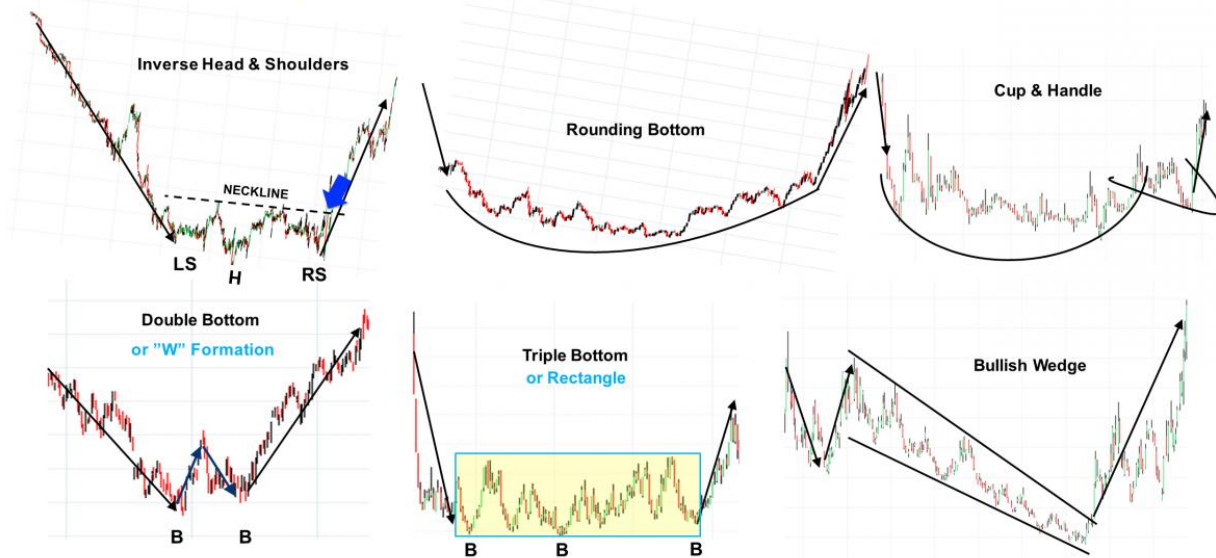 Inverse Head & Shoulders
NECKLINE
LS
H
RS
Rounding Bottom
Cup & Handle
Double Bottom
or ”W” Formation
B
B
Triple Bottom
or Rectangle
B
B
B
Bullish Wedge